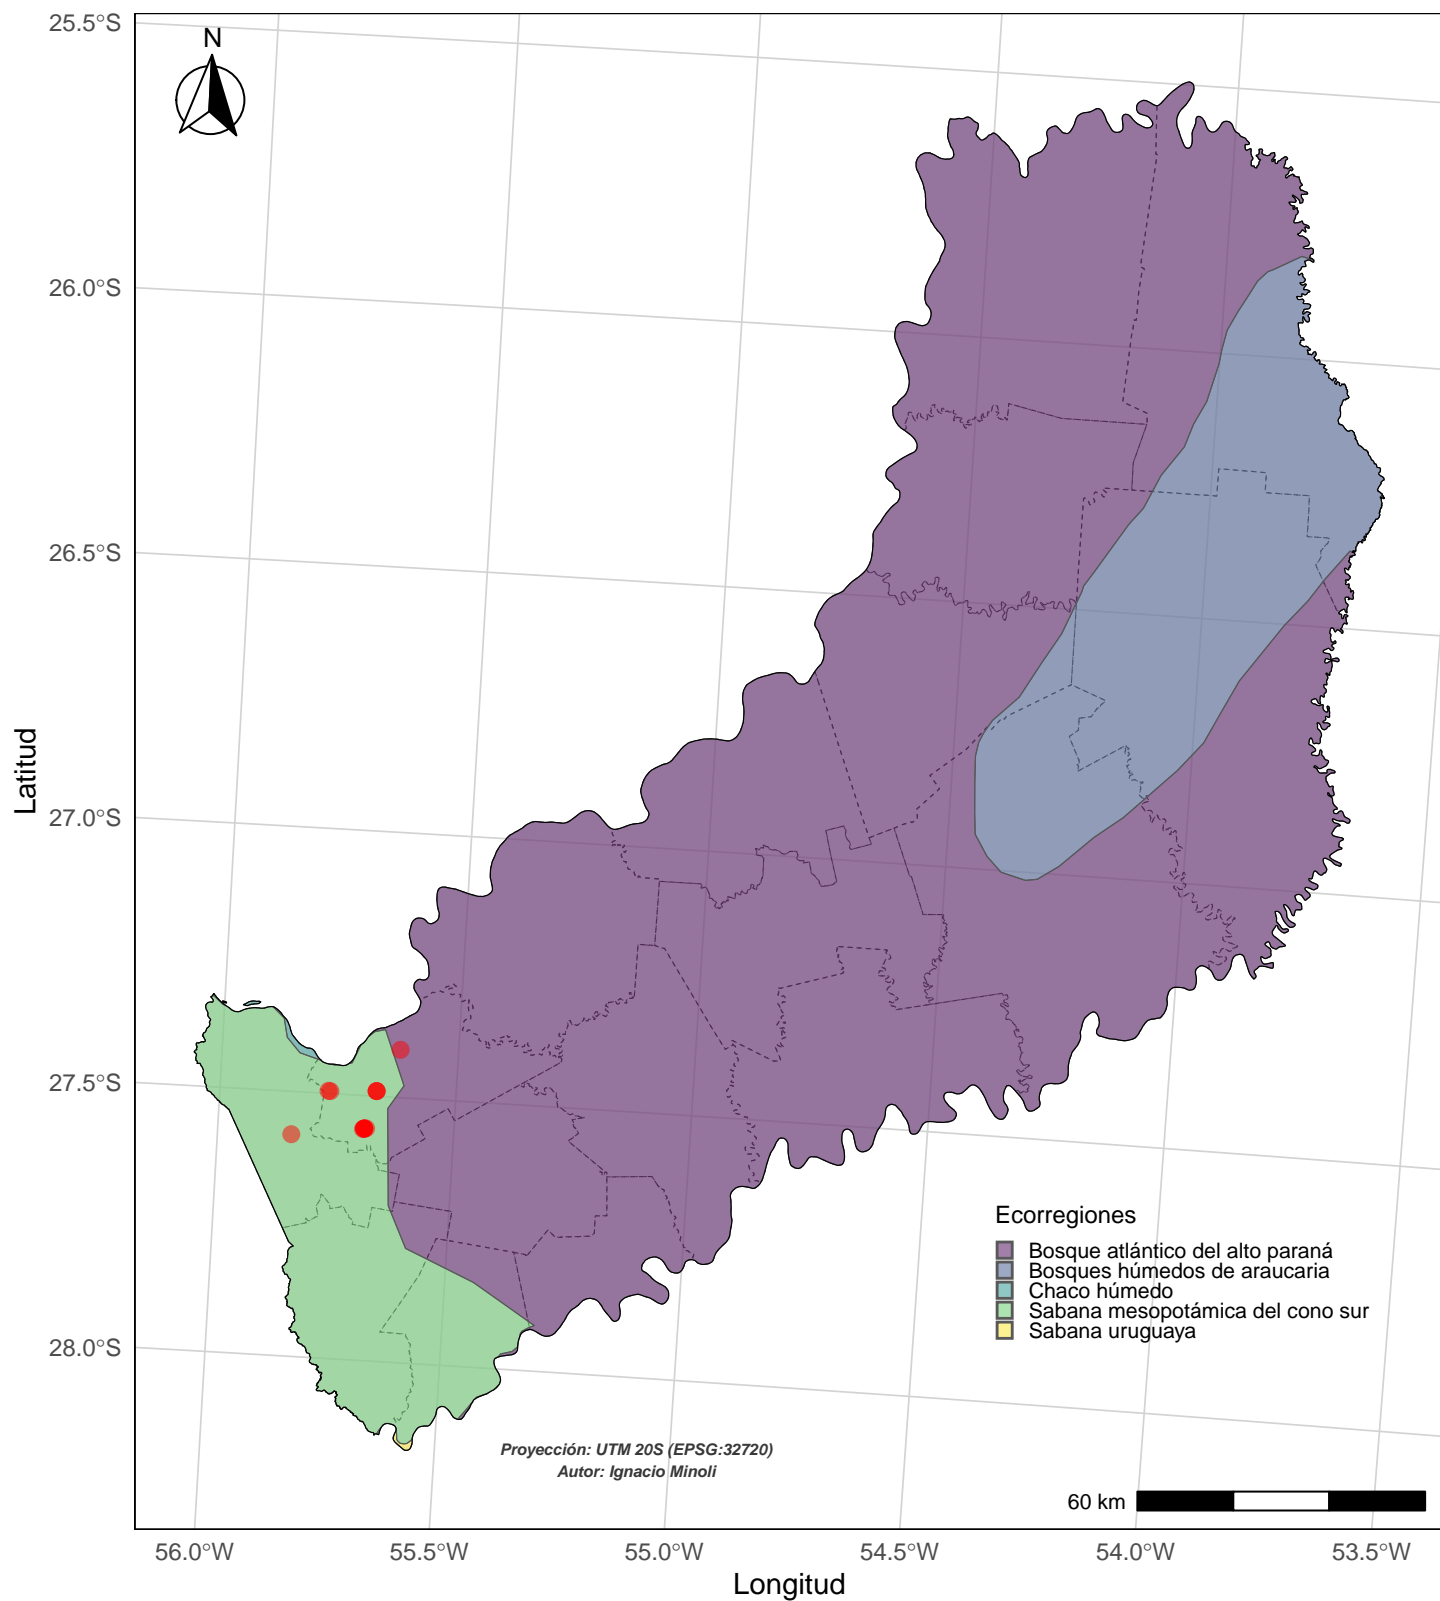 25.5°S
N
26.0°S
26.5°S
Latitud
27.0°S
27.5°S
Ecorregiones
Bosque atlántico del alto paraná
Bosques húmedos de araucaria
Chaco húmedo
Sabana mesopotámica del cono sur
Sabana uruguaya
28.0°S
Proyección: UTM 20S (EPSG:32720)
Autor: Ignacio Minoli
60 km
56.0°W 55.5°W 55.0°W 54.5°W 54.0°W 53.5°W
Longitud